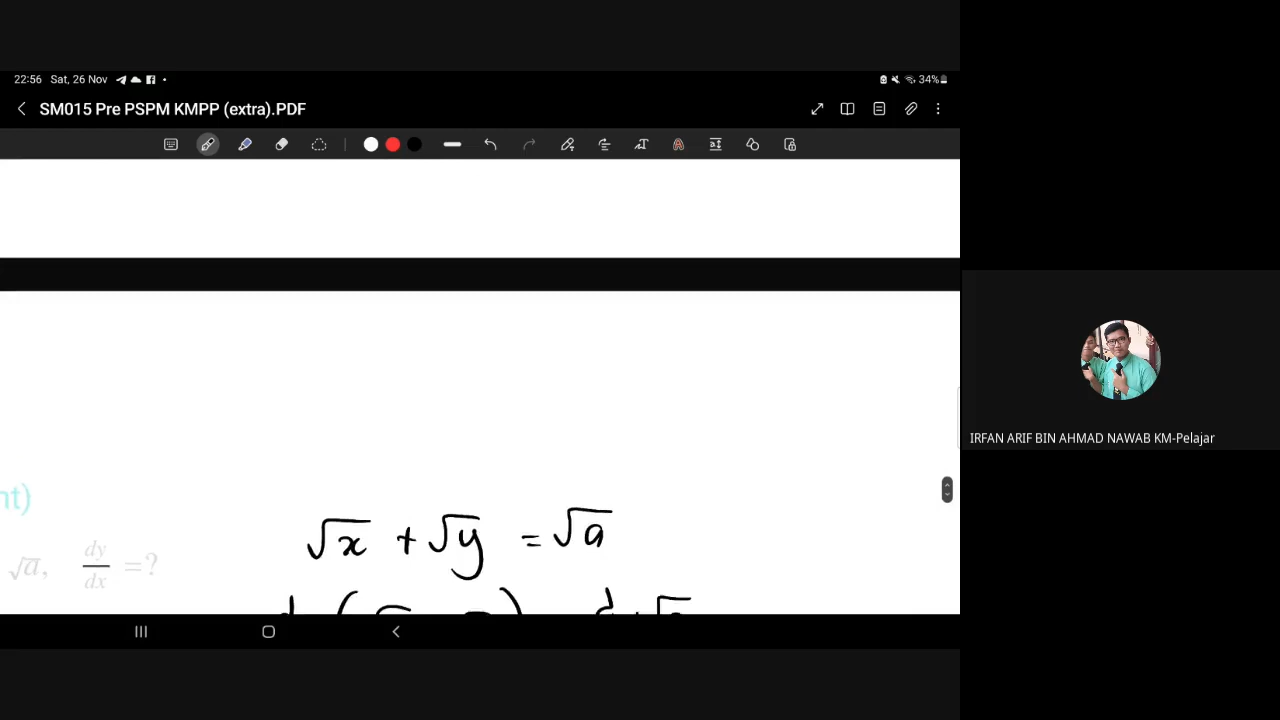 22:56 Sat, 26 Nov 34%
SM015 Pre PSPM KMPP (extra).PDF
nt)
√x + √y = √a
√a, dy/dx =?
IRFAN ARIF BIN AHMAD NAWAB KM-Pelajar